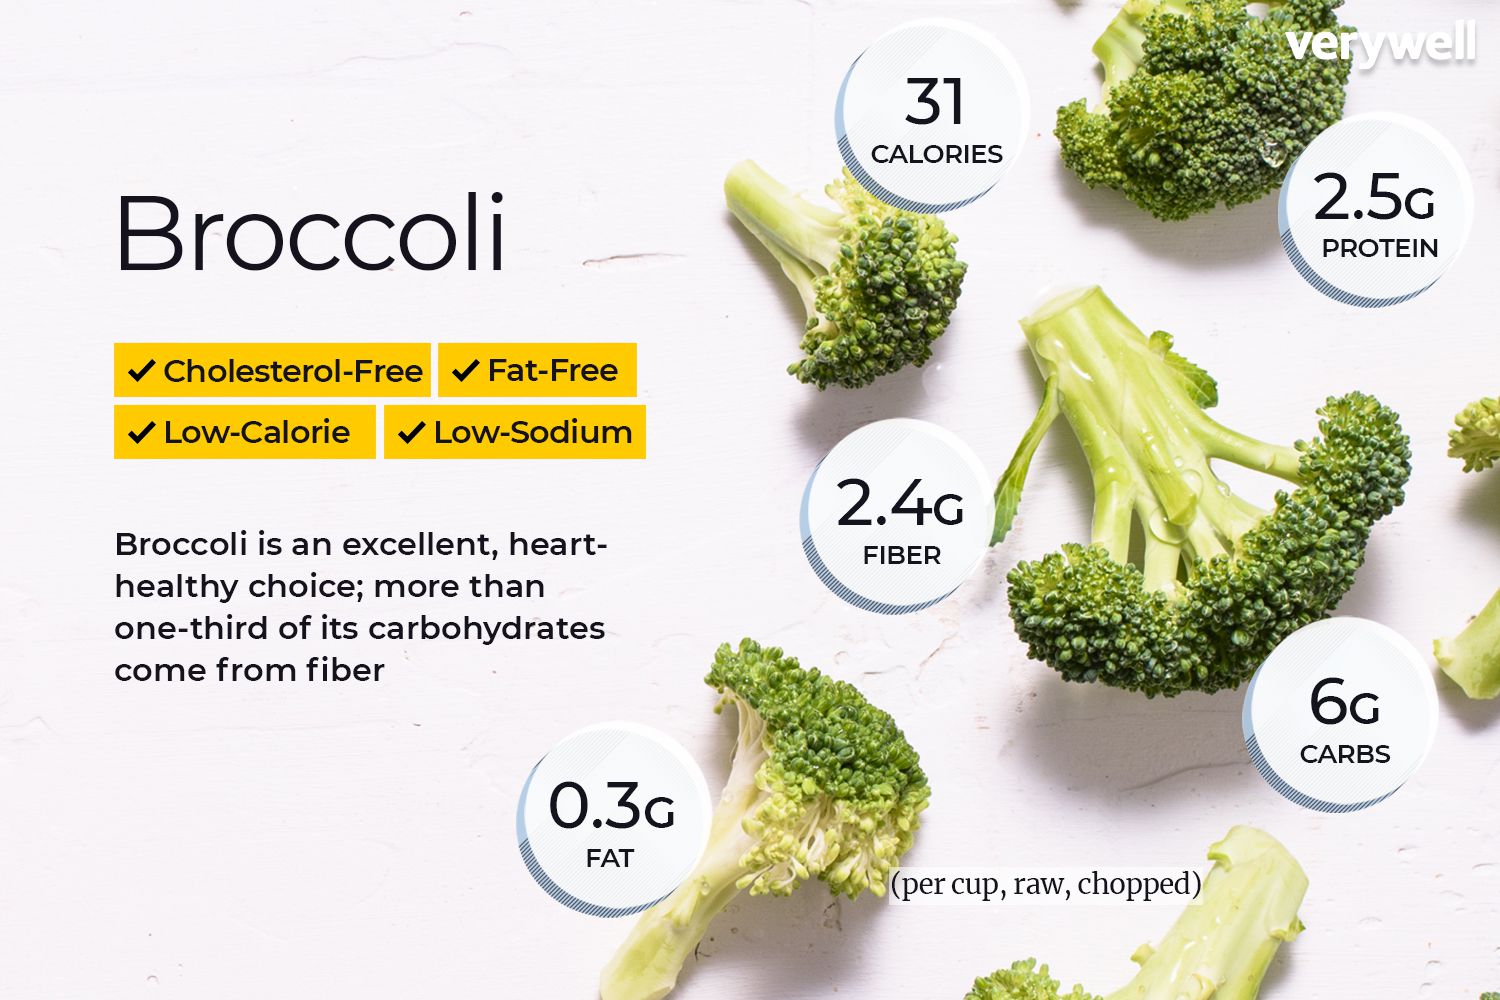 verywell
31
CALORIES
2.5G
PROTEIN
Broccoli
✓ Cholesterol-Free ✓ Fat-Free
✓ Low-Calorie ✓ Low-Sodium
2.4G
FIBER
Broccoli is an excellent, heart-
healthy choice; more than
one-third of its carbohydrates
come from fiber
6G
CARBS
0.3G
FAT
(per cup, raw, chopped)